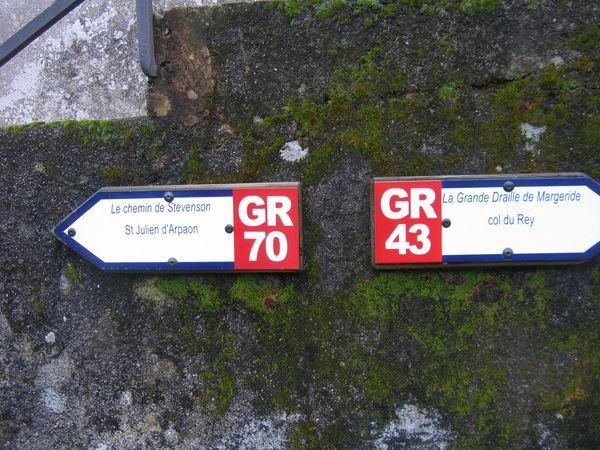 Le chemin de Stevenson
St Julien d'Arpaon
GR
70
GR
43
La Grande Draille de Margeride
col du Rey